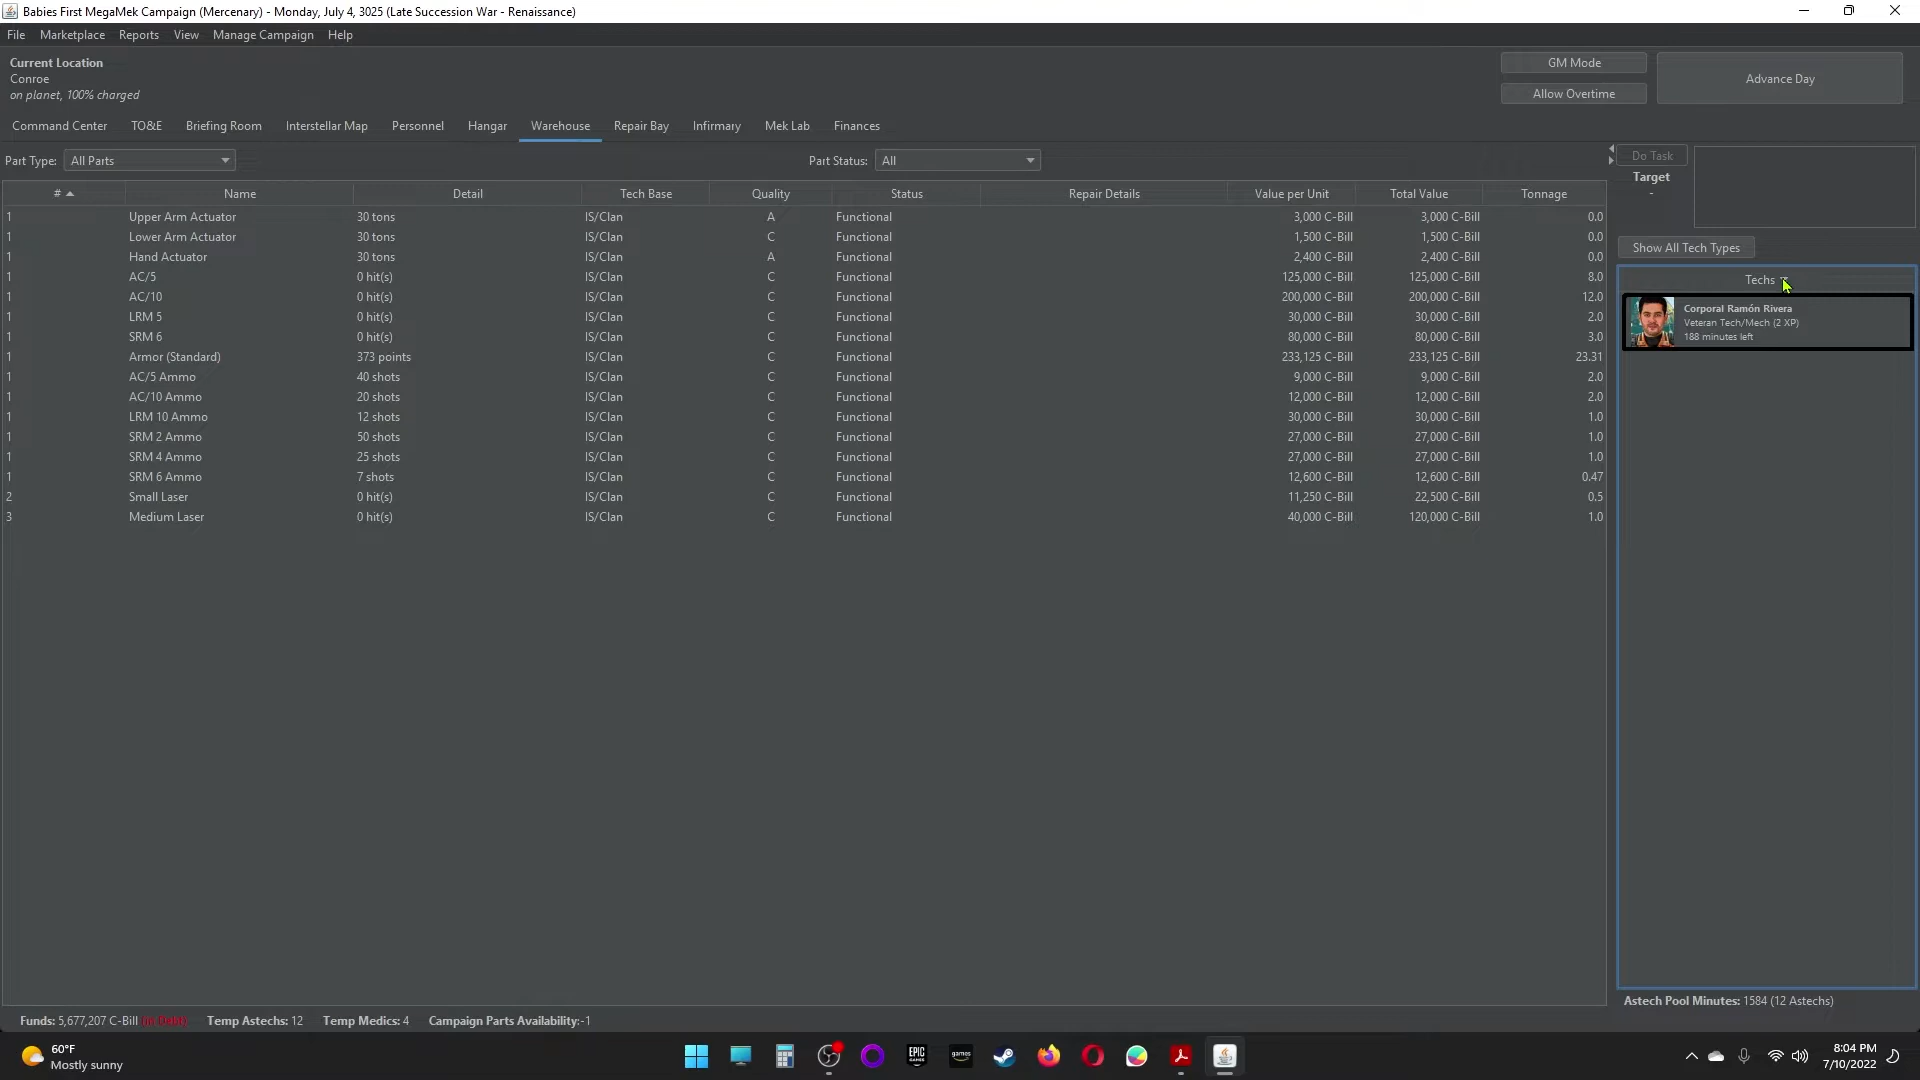 Babies First MegaMek Campaign (Mercenary) - Monday, July 4, 3025 (Late Succession War - Renaissance)
File Marketplace Reports View Manage Campaign Help
Current Location
Conroe
on planet, 100% charged
GM Mode
Allow Overtime
Advance Day
Command Center TO&E Briefing Room Interstellar Map Personnel Hangar Warehouse Repair Bay Infirmary Mek Lab Finances
Part Type: All Parts Part Status: All
# Name Detail Tech Base Quality Status Repair Details Value per Unit Total Value Tonnage
1 Upper Arm Actuator 30 tons IS/Clan A Functional 3,000 C-Bill 3,000 C-Bill 0.0
1 Lower Arm Actuator 30 tons IS/Clan C Functional 1,500 C-Bill 1,500 C-Bill 0.0
1 Hand Actuator 30 tons IS/Clan A Functional 2,400 C-Bill 2,400 C-Bill 0.0
1 AC/5 0 hit(s) IS/Clan C Functional 125,000 C-Bill 125,000 C-Bill 8.0
1 AC/10 0 hit(s) IS/Clan C Functional 200,000 C-Bill 200,000 C-Bill 12.0
1 LRM 5 0 hit(s) IS/Clan C Functional 30,000 C-Bill 30,000 C-Bill 2.0
1 SRM 6 0 hit(s) IS/Clan C Functional 80,000 C-Bill 80,000 C-Bill 3.0
1 Armor (Standard) 373 points IS/Clan C Functional 233,125 C-Bill 233,125 C-Bill 23.31
1 AC/5 Ammo 40 shots IS/Clan C Functional 9,000 C-Bill 9,000 C-Bill 2.0
1 AC/10 Ammo 20 shots IS/Clan C Functional 12,000 C-Bill 12,000 C-Bill 2.0
1 LRM 10 Ammo 12 shots IS/Clan C Functional 30,000 C-Bill 30,000 C-Bill 1.0
1 SRM 2 Ammo 50 shots IS/Clan C Functional 27,000 C-Bill 27,000 C-Bill 1.0
1 SRM 4 Ammo 25 shots IS/Clan C Functional 27,000 C-Bill 27,000 C-Bill 1.0
1 SRM 6 Ammo 7 shots IS/Clan C Functional 12,600 C-Bill 12,600 C-Bill 0.47
2 Small Laser 0 hit(s) IS/Clan C Functional 11,250 C-Bill 22,500 C-Bill 0.5
3 Medium Laser 0 hit(s) IS/Clan C Functional 40,000 C-Bill 120,000 C-Bill 1.0
Do Task
Target
-
Show All Tech Types
Techs
Corporal Ramón Rivera
Veteran Tech/Mech (2 XP)
188 minutes left
Astech Pool Minutes: 1584 (12 Astechs)
Funds: 5,677,207 C-Bill (in Debt) Temp Astechs: 12 Temp Medics: 4 Campaign Parts Availability:-1
60°F
Mostly sunny
EPIC GAMES
games
8:04 PM
7/10/2022